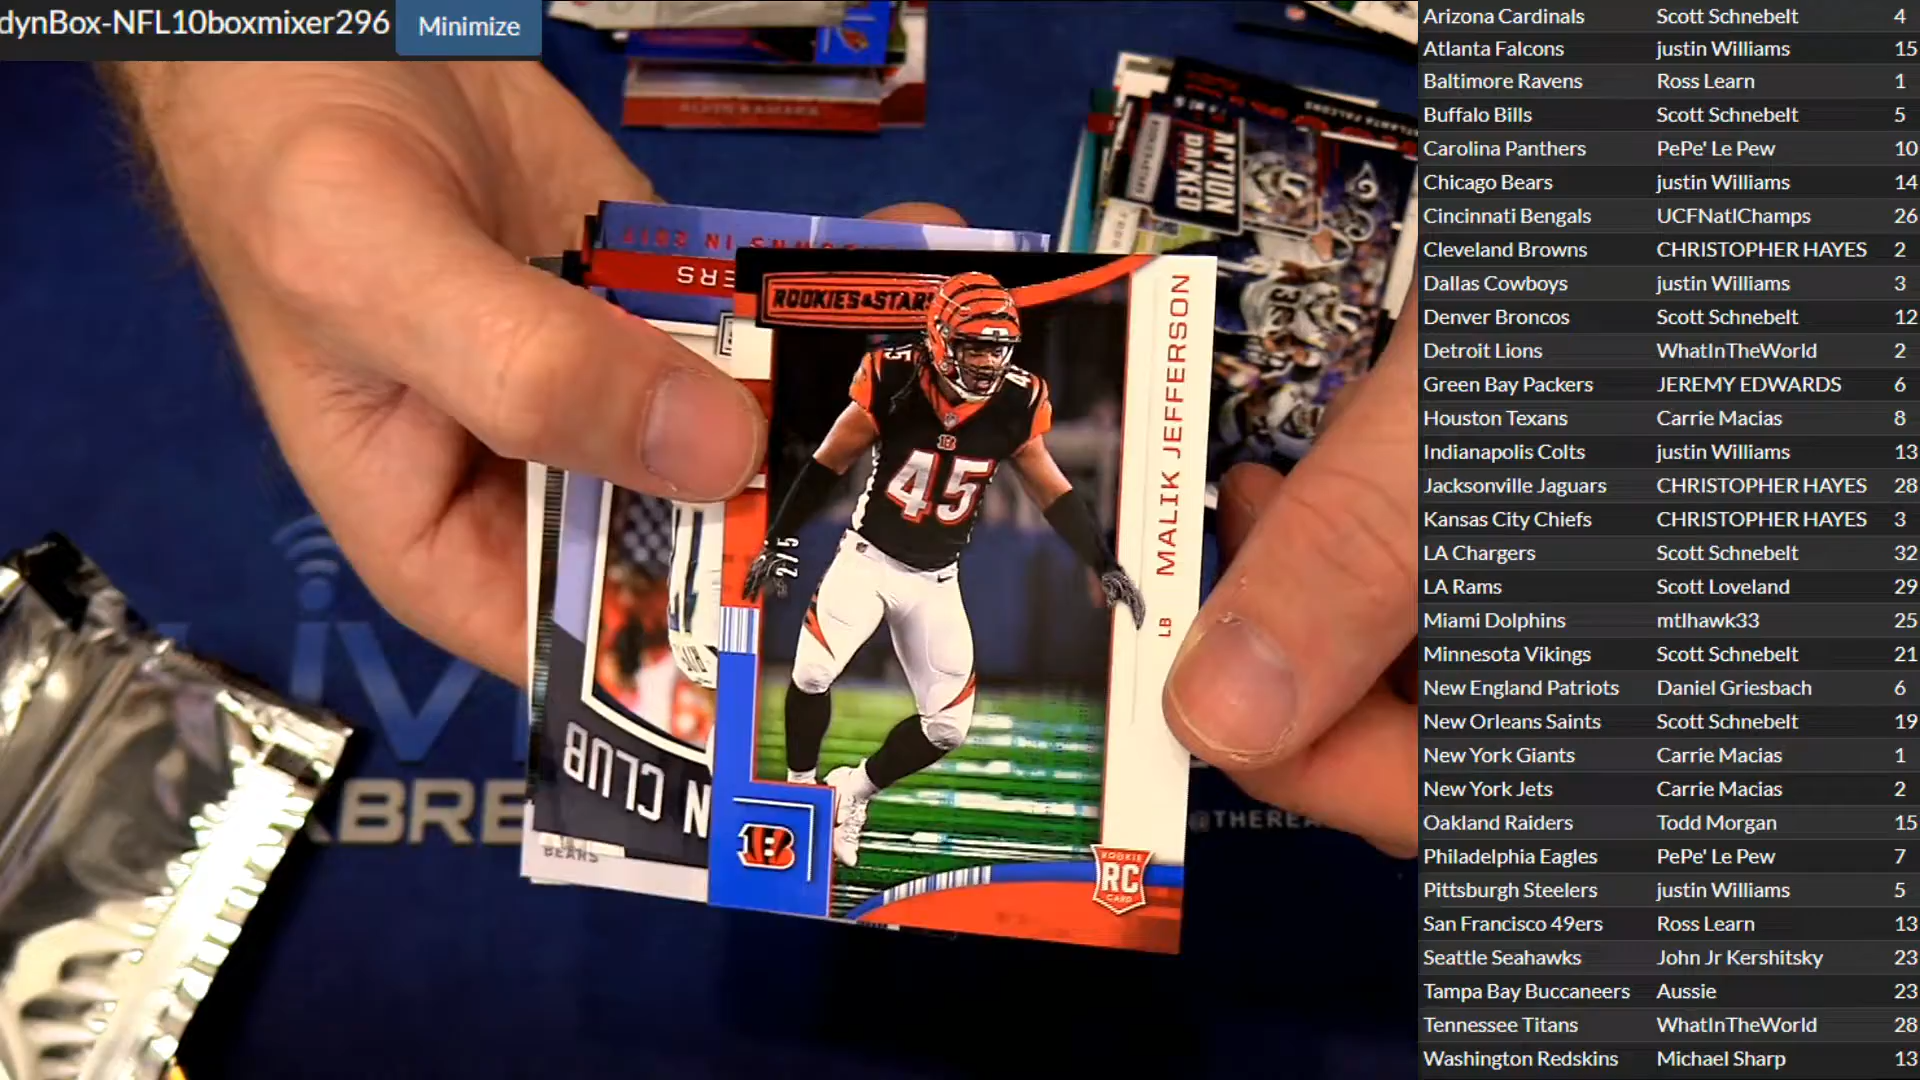 dynBox-NFL10boxmixer296
Minimize
ALVIN KAMARA
ACTION
PACKED
ATLANTA FALCONS
ROOKIES & STARS
45
45
MALIK JEFFERSON
LB
2/5
ROOKIE
RC
CARD
N CLUB
BEARS
ABRE
@THEREA
Arizona Cardinals Scott Schnebelt 4
Atlanta Falcons justin Williams 15
Baltimore Ravens Ross Learn 1
Buffalo Bills Scott Schnebelt 5
Carolina Panthers PePe' Le Pew 10
Chicago Bears justin Williams 14
Cincinnati Bengals UCFNatlChamps 26
Cleveland Browns CHRISTOPHER HAYES 2
Dallas Cowboys justin Williams 3
Denver Broncos Scott Schnebelt 12
Detroit Lions WhatInTheWorld 2
Green Bay Packers JEREMY EDWARDS 6
Houston Texans Carrie Macias 8
Indianapolis Colts justin Williams 13
Jacksonville Jaguars CHRISTOPHER HAYES 28
Kansas City Chiefs CHRISTOPHER HAYES 3
LA Chargers Scott Schnebelt 32
LA Rams Scott Loveland 29
Miami Dolphins mtlhawk33 25
Minnesota Vikings Scott Schnebelt 21
New England Patriots Daniel Griesbach 6
New Orleans Saints Scott Schnebelt 19
New York Giants Carrie Macias 1
New York Jets Carrie Macias 2
Oakland Raiders Todd Morgan 15
Philadelphia Eagles PePe' Le Pew 7
Pittsburgh Steelers justin Williams 5
San Francisco 49ers Ross Learn 13
Seattle Seahawks John Jr Kershitsky 23
Tampa Bay Buccaneers Aussie 23
Tennessee Titans WhatInTheWorld 28
Washington Redskins Michael Sharp 13